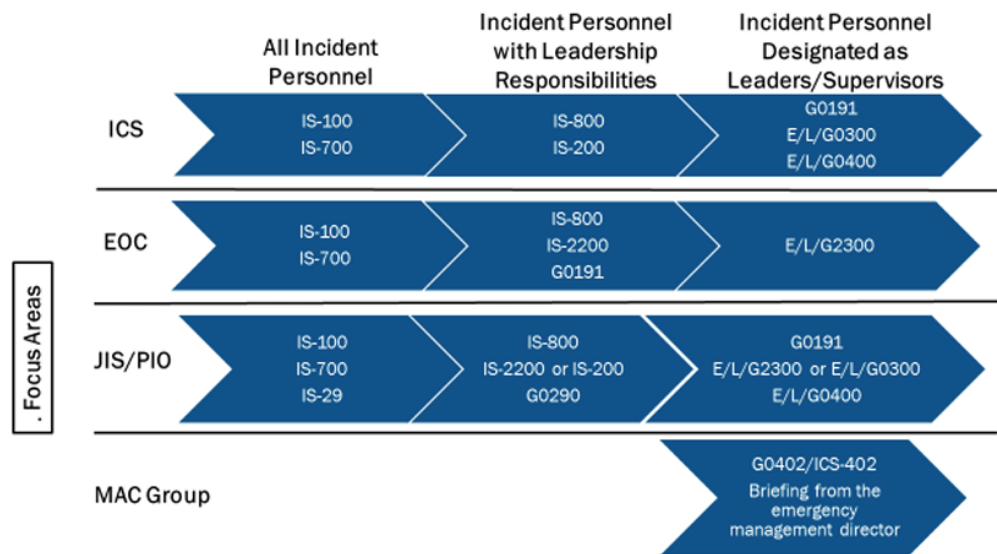 All Incident
Personnel
Incident Personnel
with Leadership
Responsibilities
Incident Personnel
Designated as
Leaders/Supervisors
. Focus Areas
ICS
IS-100
IS-700
IS-800
IS-200
G0191
E/L/G0300
E/L/G0400
EOC
IS-100
IS-700
IS-800
IS-2200
G0191
E/L/G2300
JIS/PIO
IS-100
IS-700
IS-29
IS-800
IS-2200 or IS-200
G0290
G0191
E/L/G2300 or E/L/G0300
E/L/G0400
MAC Group
G0402/ICS-402
Briefing from the
emergency
management director